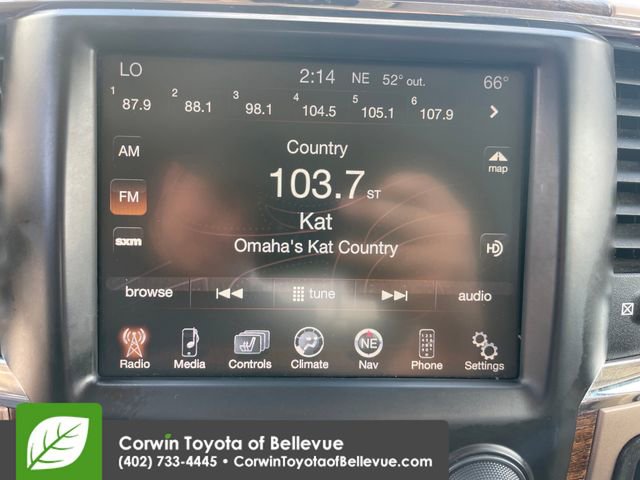 LO 2:14 NE 52° out. 66°
1 87.9 2 88.1 3 98.1 4 104.5 5 105.1 6 107.9
AM
Country
map
FM
103.7 ST
sxm
Kat
HD
Omaha's Kat Country
browse tune audio
Radio Media Controls Climate NE Nav Phone Settings
Corwin Toyota of Bellevue
(402) 733-4445 • CorwinToyotaofBellevue.com